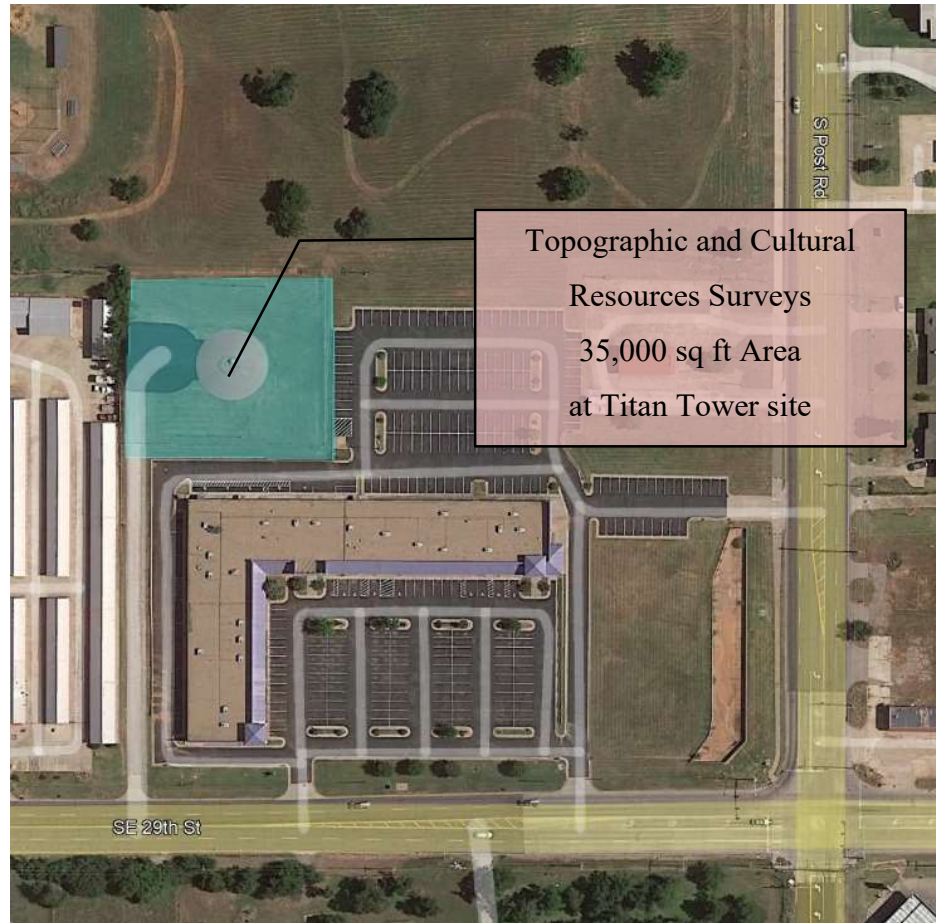 S Post Rd
Topographic and Cultural
Resources Surveys
35,000 sq ft Area
at Titan Tower site
SE 29th St